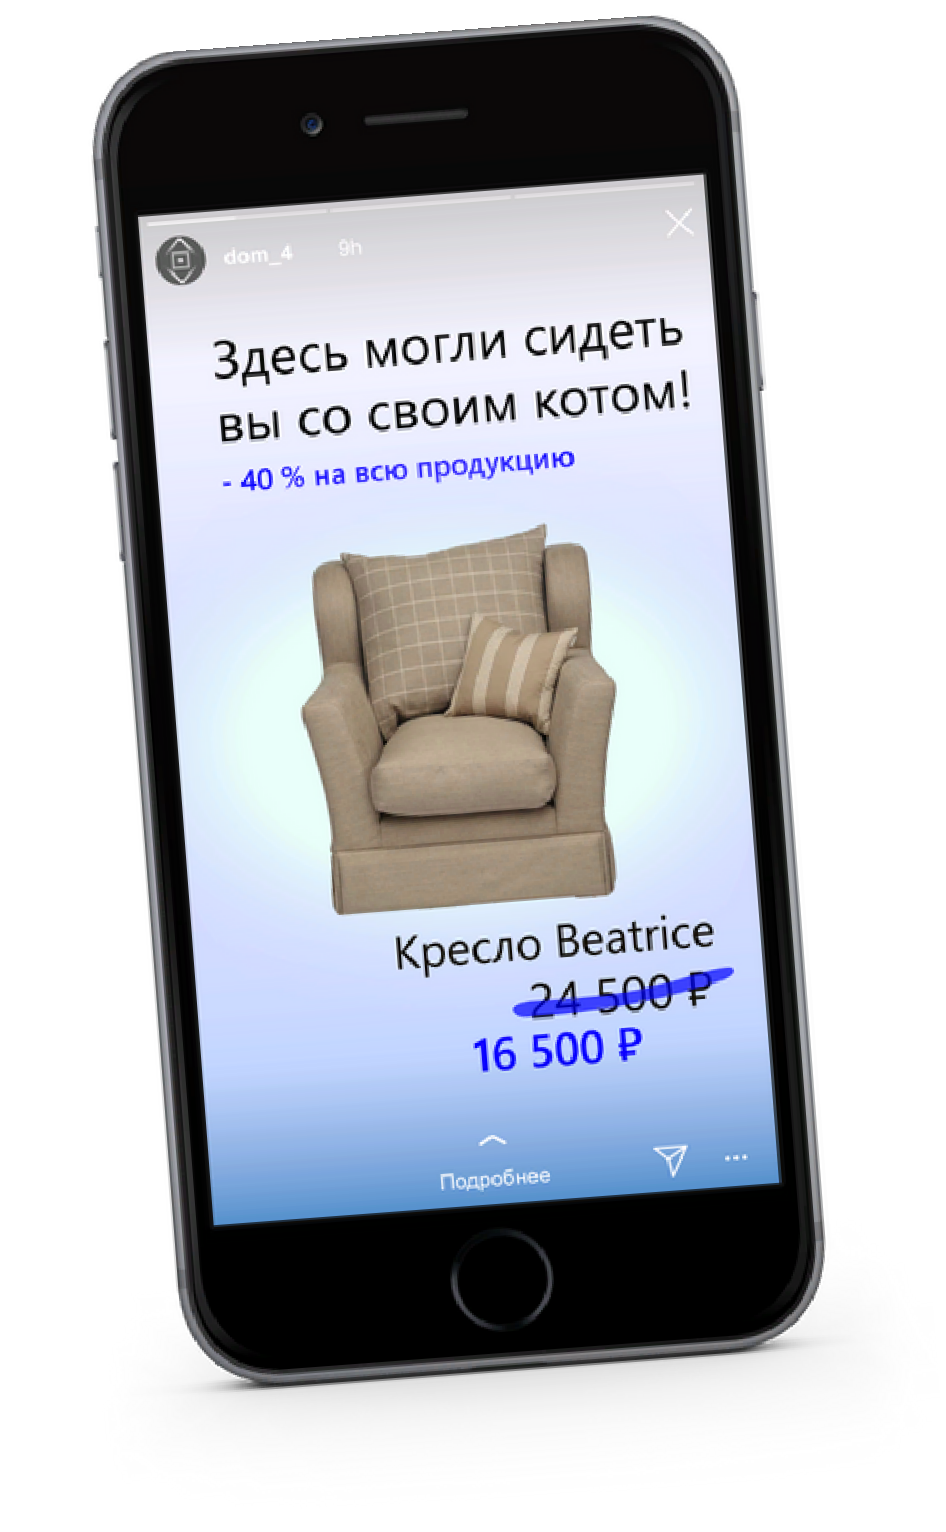 dom_4 9h
Здесь могли сидеть
вы со своим котом!
- 40 % на всю продукцию
Кресло Beatrice
24 500 ₽
16 500 ₽
Подробнее